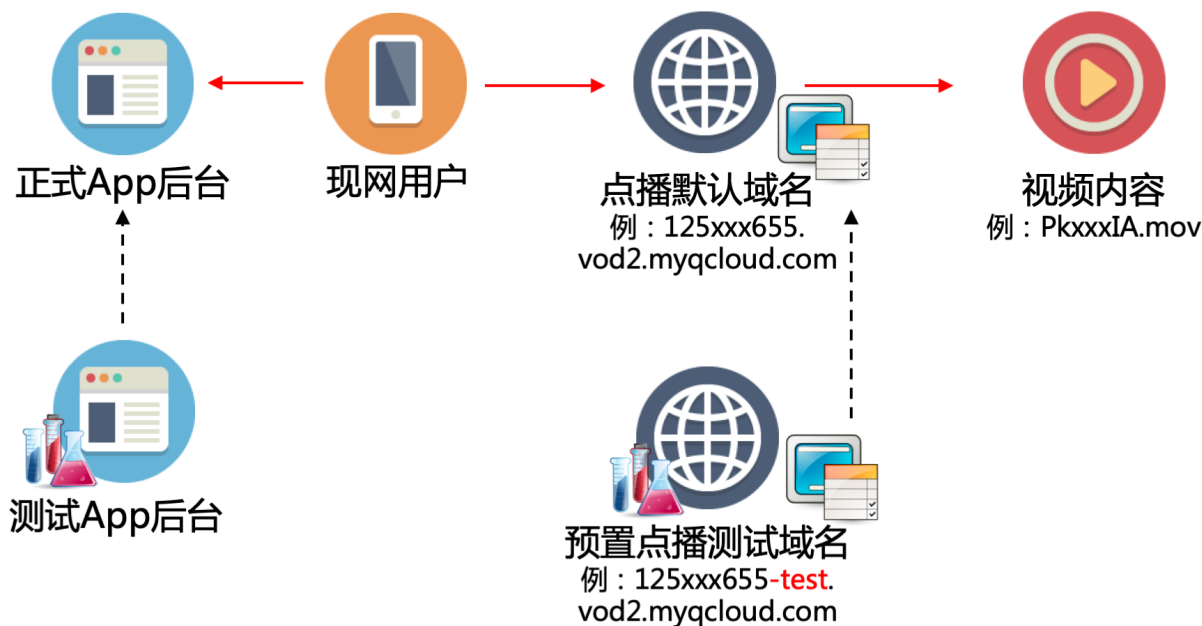 正式App后台
现网用户
点播默认域名
例：125xxx655.
vod2.myqcloud.com
视频内容
例：PkxxxIA.mov
测试App后台
预置点播测试域名
例：125xxx655-test.
vod2.myqcloud.com